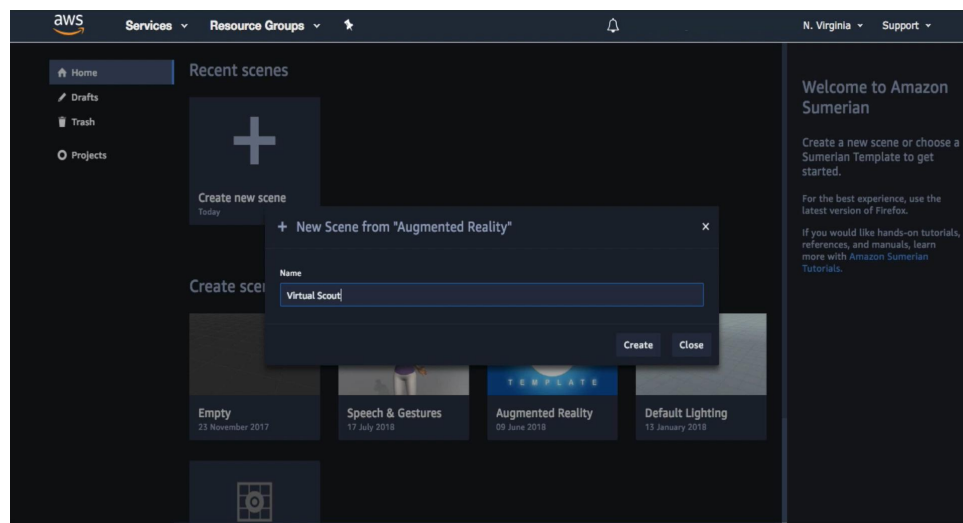 aws
Services
Resource Groups
N. Virginia
Support
Home
Drafts
Trash
Projects
Recent scenes
Create new scene
Today
+ New Scene from "Augmented Reality"
x
Name
Virtual Scout
Create
Close
Create scen
TEMPLATE
Empty
23 November 2017
Speech & Gestures
17 July 2018
Augmented Reality
09 June 2018
Default Lighting
13 January 2018
Welcome to Amazon
Sumerian
Create a new scene or choose a
Sumerian Template to get
started.
For the best experience, use the
latest version of Firefox.
If you would like hands-on tutorials,
references, and manuals, learn
more with Amazon Sumerian
Tutorials.